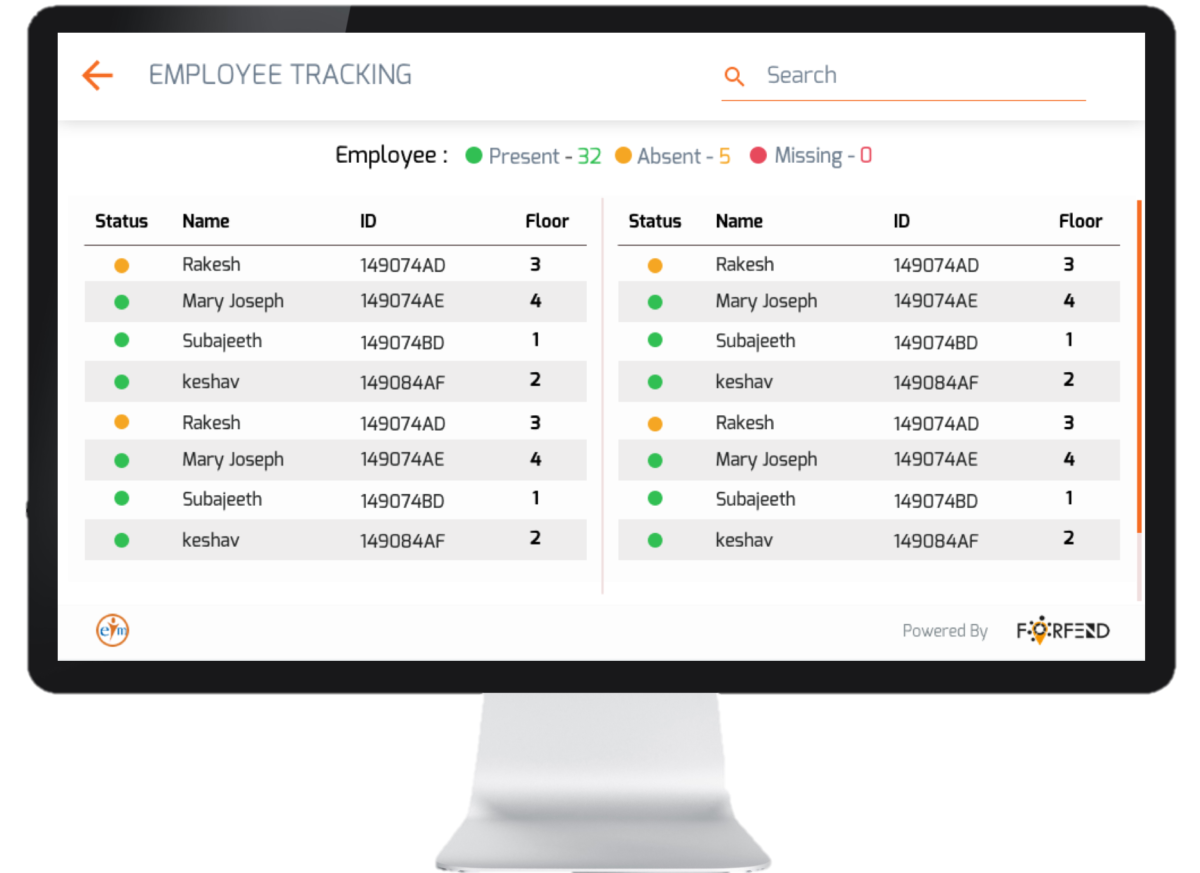 EMPLOYEE TRACKING
Search
Employee : Present - 32 Absent - 5 Missing - 0
Status Name ID Floor Status Name ID Floor
Rakesh 149074AD 3 Rakesh 149074AD 3
Mary Joseph 149074AE 4 Mary Joseph 149074AE 4
Subajeeth 149074BD 1 Subajeeth 149074BD 1
keshav 149084AF 2 keshav 149084AF 2
Rakesh 149074AD 3 Rakesh 149074AD 3
Mary Joseph 149074AE 4 Mary Joseph 149074AE 4
Subajeeth 149074BD 1 Subajeeth 149074BD 1
keshav 149084AF 2 keshav 149084AF 2
eym Powered By FORFEND